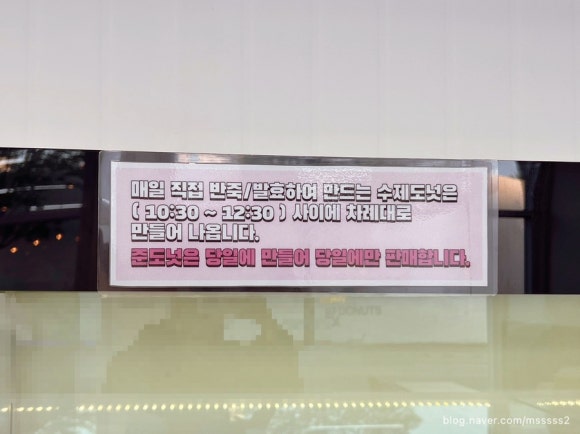 매일 직접 반죽/발효하여 만드는 수제도넛은
( 10:30 ~ 12:30 ) 사이에 차례대로
만들어 나옵니다.
준도넛은 당일에 만들어 당일에만 판매합니다.
DONUTS
blog.naver.com/msssss2